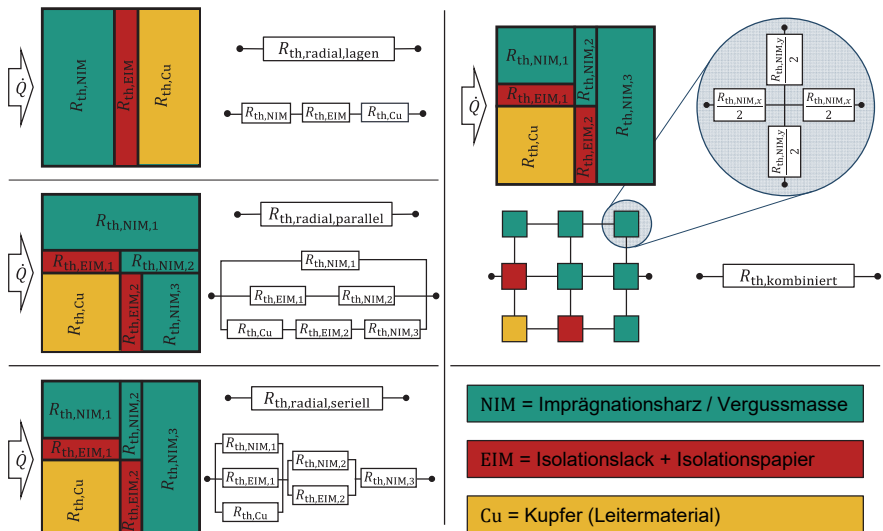 Q̇
R_th,NIM
R_th,EIM
R_th,Cu
R_th,radial,lagen
R_th,NIM
R_th,EIM
R_th,Cu
Q̇
R_th,NIM,1
R_th,EIM,1
R_th,NIM,2
R_th,Cu
R_th,EIM,2
R_th,NIM,3
R_th,radial,parallel
R_th,NIM,1
R_th,EIM,1
R_th,NIM,2
R_th,Cu
R_th,EIM,2
R_th,NIM,3
Q̇
R_th,NIM,1
R_th,NIM,2
R_th,NIM,3
R_th,EIM,1
R_th,Cu
R_th,EIM,2
R_th,radial,seriell
R_th,NIM,1
R_th,EIM,1
R_th,Cu
R_th,NIM,2
R_th,EIM,2
R_th,NIM,3
Q̇
R_th,NIM,1
R_th,NIM,2
R_th,NIM,3
R_th,EIM,1
R_th,Cu
R_th,EIM,2
R_th,NIM,y
2
R_th,NIM,x
2
R_th,NIM,x
2
R_th,NIM,y
2
R_th,kombiniert
NIM = Imprägnationsharz / Vergussmasse
EIM = Isolationslack + Isolationspapier
Cu = Kupfer (Leitermaterial)